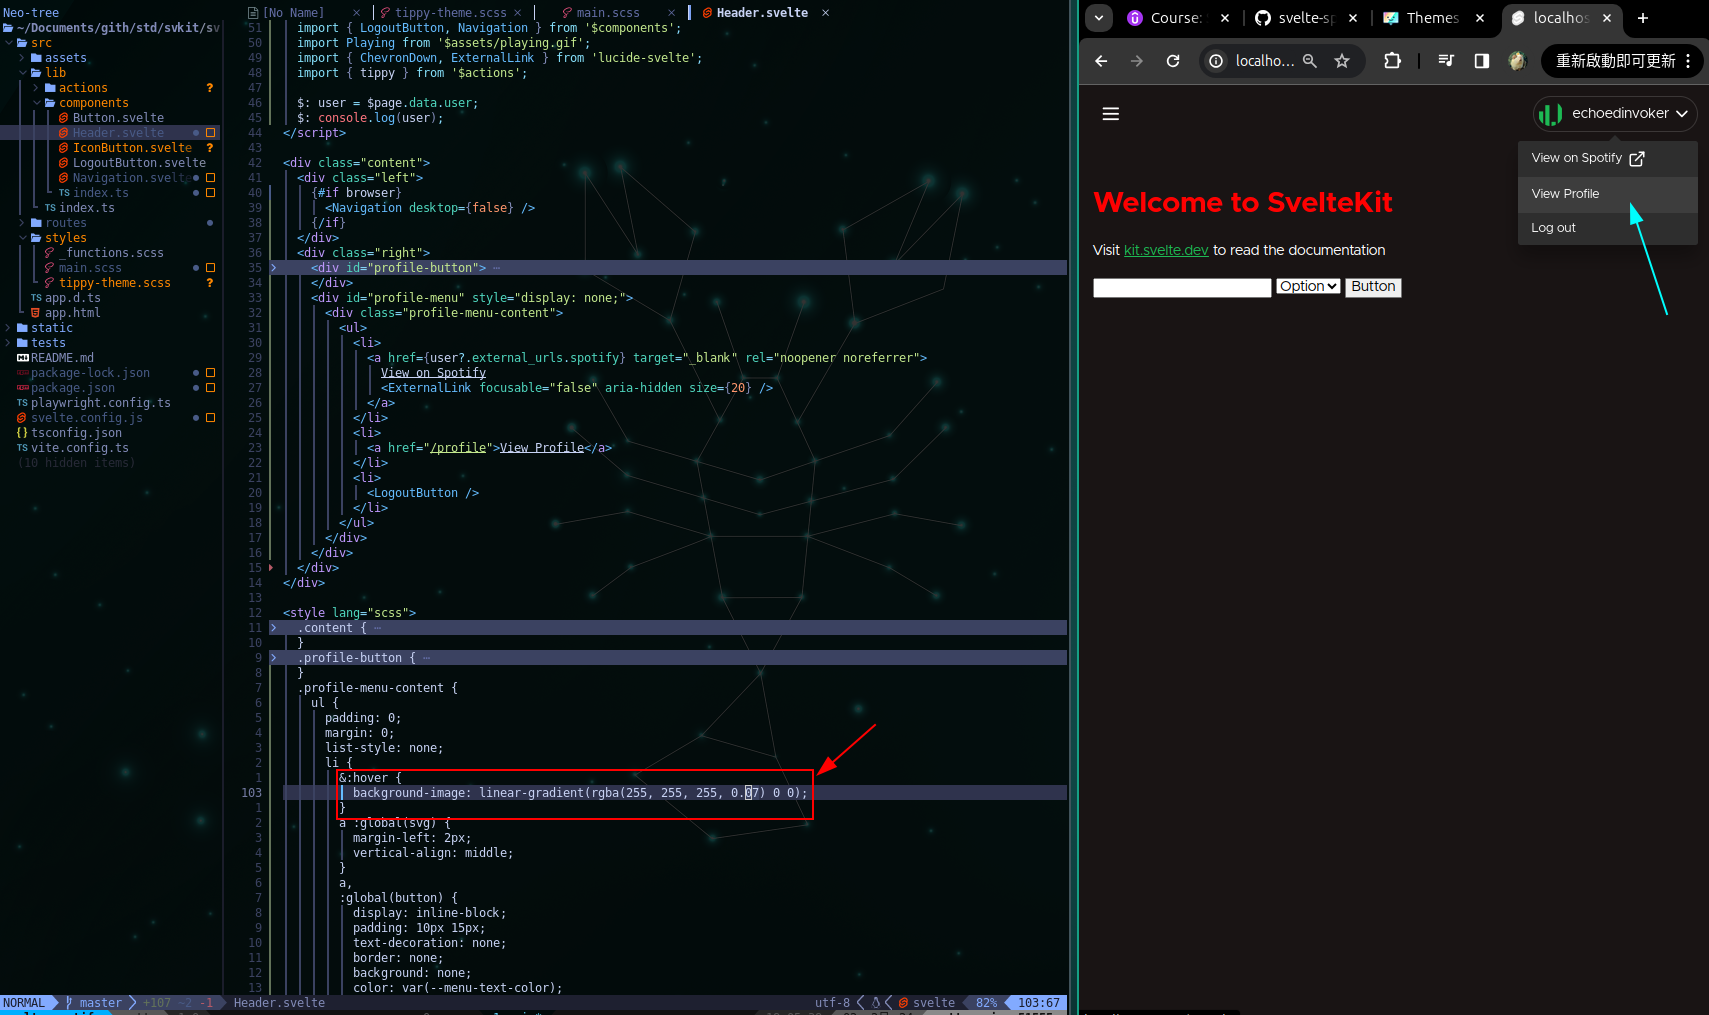 Neo-tree
~/Documents/gith/std/svkit/sv
src
assets
lib
actions ?
components
Button.svelte
Header.svelte
IconButton.svelte ?
LogoutButton.svelte
Navigation.svelte
TS index.ts
TS index.ts
routes
styles
_functions.scss
main.scss
tippy-theme.scss ?
TS app.d.ts
app.html
static
tests
README.md
package-lock.json
package.json
TS playwright.config.ts
svelte.config.js
{} tsconfig.json
TS vite.config.ts
(10 hidden items)
[No Name] × tippy-theme.scss × main.scss × Header.svelte ×
51 import { LogoutButton, Navigation } from '$components';
50 import Playing from '$assets/playing.gif';
49 import { ChevronDown, ExternalLink } from 'lucide-svelte';
48 import { tippy } from '$actions';
47
46 $: user = $page.data.user;
45 $: console.log(user);
44 </script>
43
42 <div class="content">
41 <div class="left">
40 {#if browser}
39 <Navigation desktop={false} />
38 {/if}
37 </div>
36 <div class="right">
35 <div id="profile-button"> ⋯
34 </div>
33 <div id="profile-menu" style="display: none;">
32 <div class="profile-menu-content">
31 <ul>
30 <li>
29 <a href={user?.external_urls.spotify} target="_blank" rel="noopener noreferrer">
28 View on Spotify
27 <ExternalLink focusable="false" aria-hidden size={20} />
26 </a>
25 </li>
24 <li>
23 <a href="/profile">View Profile</a>
22 </li>
21 <li>
20 <LogoutButton />
19 </li>
18 </ul>
17 </div>
16 </div>
15 </div>
14 </div>
13
12 <style lang="scss">
11 .content { ⋯
10 }
9 .profile-button { ⋯
8 }
7 .profile-menu-content {
6 ul {
5 padding: 0;
4 margin: 0;
3 list-style: none;
2 li {
1 &:hover {
103 background-image: linear-gradient(rgba(255, 255, 255, 0.07) 0 0);
1 }
2 a :global(svg) {
3 margin-left: 2px;
4 vertical-align: middle;
5 }
6 a,
7 :global(button) {
8 display: inline-block;
9 padding: 10px 15px;
10 text-decoration: none;
11 border: none;
12 background: none;
13 color: var(--menu-text-color);
NORMAL master +107 ~2 -1 Header.svelte utf-8 svelte 82% 103:67
Course: × svelte-sp × Themes × localhos ×
localho... 重新啟動即可更新
echoedinvoker
View on Spotify
View Profile
Log out
Welcome to SvelteKit
Visit kit.svelte.dev to read the documentation
Option Button